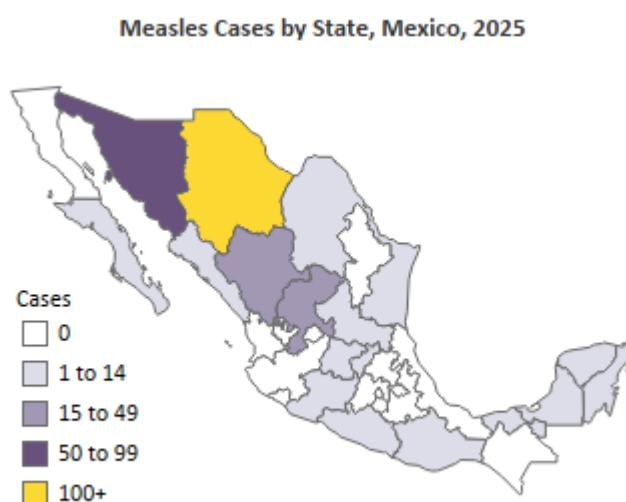 Measles Cases by State, Mexico, 2025
Cases
0
1 to 14
15 to 49
50 to 99
100+